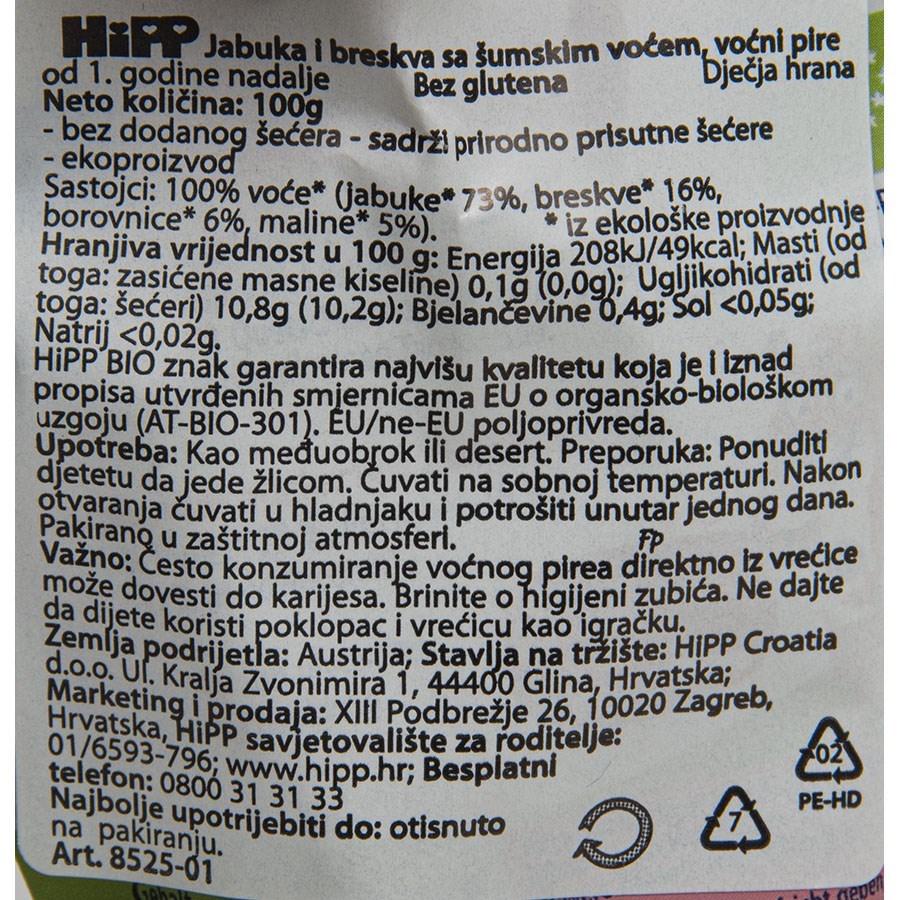 HiPP Jabuka i breskva sa šumskim voćem, voćni pire
od 1. godine nadalje Bez glutena Dječja hrana
Neto količina: 100g
- bez dodanog šećera - sadrži prirodno prisutne šećere
- ekoproizvod
Sastojci: 100% voće* (jabuke* 73%, breskve* 16%,
borovnice* 6%, maline* 5%). * iz ekološke proizvodnje
Hranjiva vrijednost u 100 g: Energija 208kJ/49kcal; Masti (od
toga: zasićene masne kiseline) 0,1g (0,0g); Ugljikohidrati (od
toga: šećeri) 10,8g (10,2g); Bjelančevine 0,4g; Sol <0,05g;
Natrij <0,02g.
HiPP BIO znak garantira najvišu kvalitetu koja je i iznad
propisa utvrđenih smjernicama EU o organsko-biološkom
uzgoju (AT-BIO-301). EU/ne-EU poljoprivreda.
Upotreba: Kao međuobrok ili desert. Preporuka: Ponuditi
djetetu da jede žlicom. Čuvati na sobnoj temperaturi. Nakon
otvaranja čuvati u hladnjaku i potrošiti unutar jednog dana.
Pakirano u zaštitnoj atmosferi. FP
Važno: Često konzumiranje voćnog pirea direktno iz vrećice
može dovesti do karijesa. Brinite o higijeni zubića. Ne dajte
da dijete koristi poklopac i vrećicu kao igračku.
Zemlja podrijetla: Austrija; Stavlja na tržište: HiPP Croatia
d.o.o. Ul. Kralja Zvonimira 1, 44400 Glina, Hrvatska;
Marketing i prodaja: XIII Podbrežje 26, 10020 Zagreb,
Hrvatska, HiPP savjetovalište za roditelje:
01/6593-796; www.hipp.hr; Besplatni
telefon: 0800 31 31 33
Najbolje upotrijebiti do: otisnuto
na pakiranju.
Art. 8525-01
7
02
PE-HD